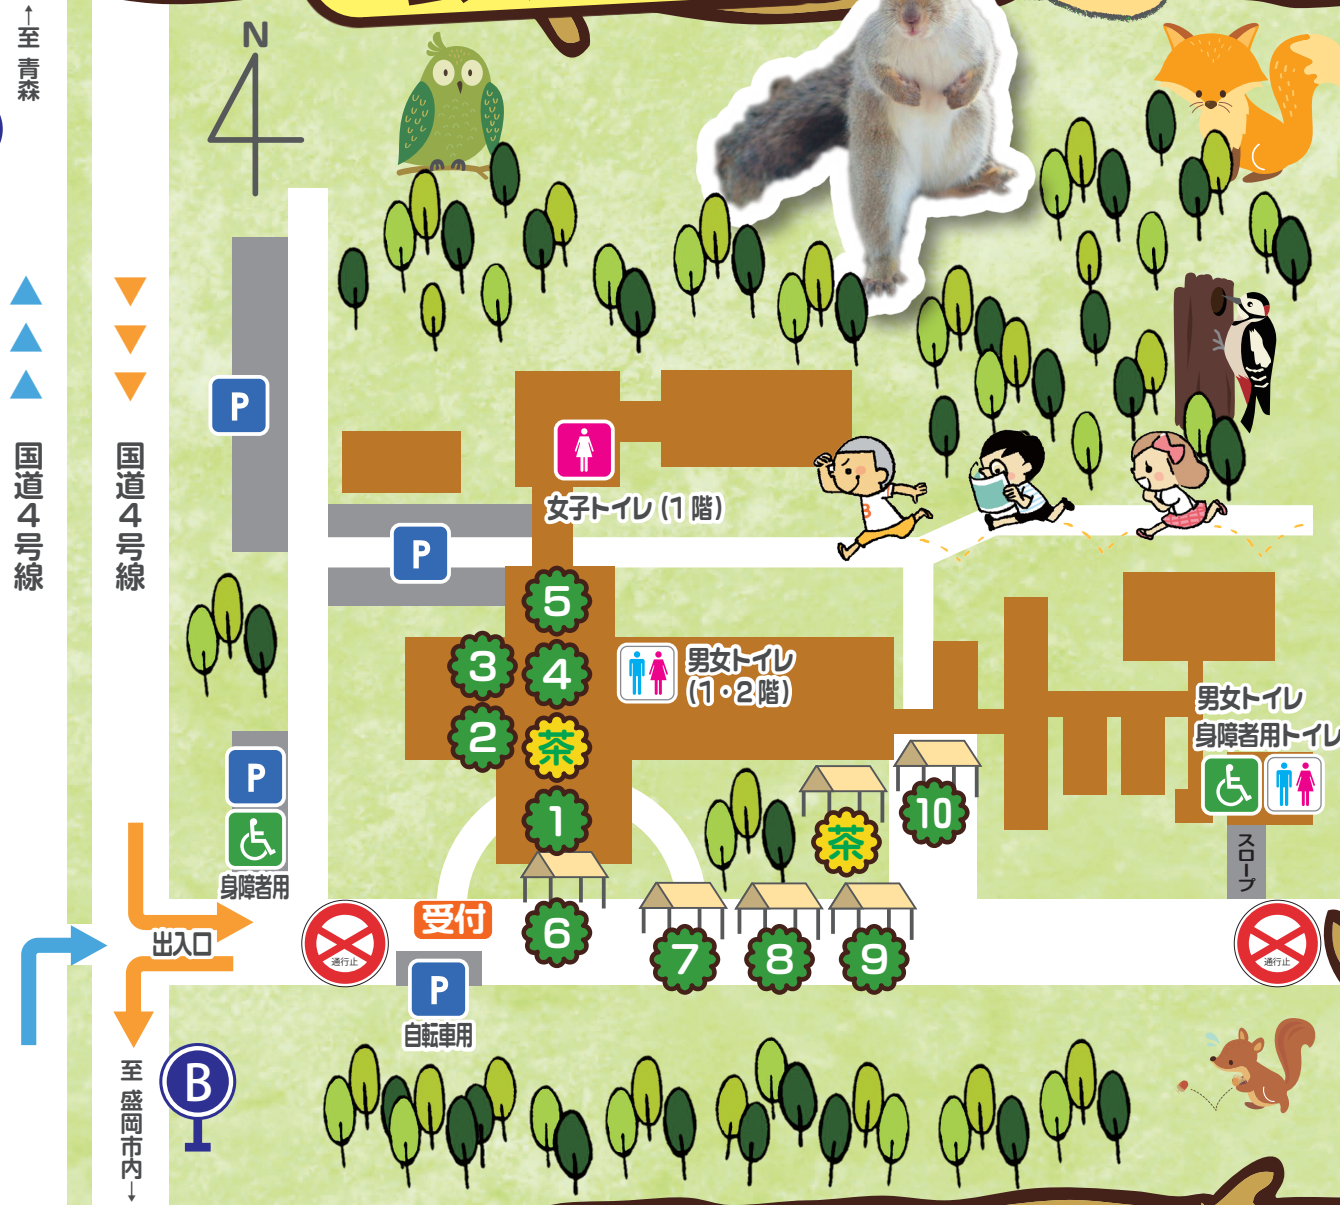 ←至 青森
N
国道4号線
国道4号線
P
P
女子トイレ(1階)
5
3
4
男女トイレ
(1・2階)
2
茶
1
男女トイレ
身障者用トイレ
P
身障者用
10
茶
スロープ
受付
6
7
8
9
出入口
通行止
通行止
P
自転車用
B
至 盛岡市内→